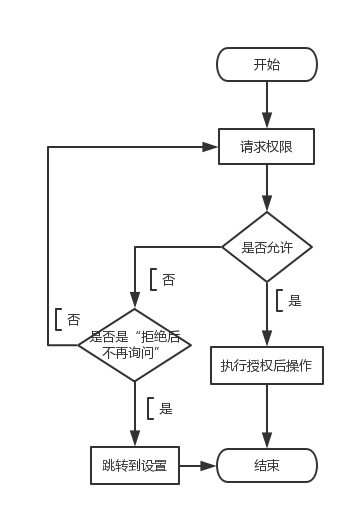 开始
请求权限
是否允许
否
是
否
是否是“拒绝后
不再询问”
执行授权后操作
是
跳转到设置
结束